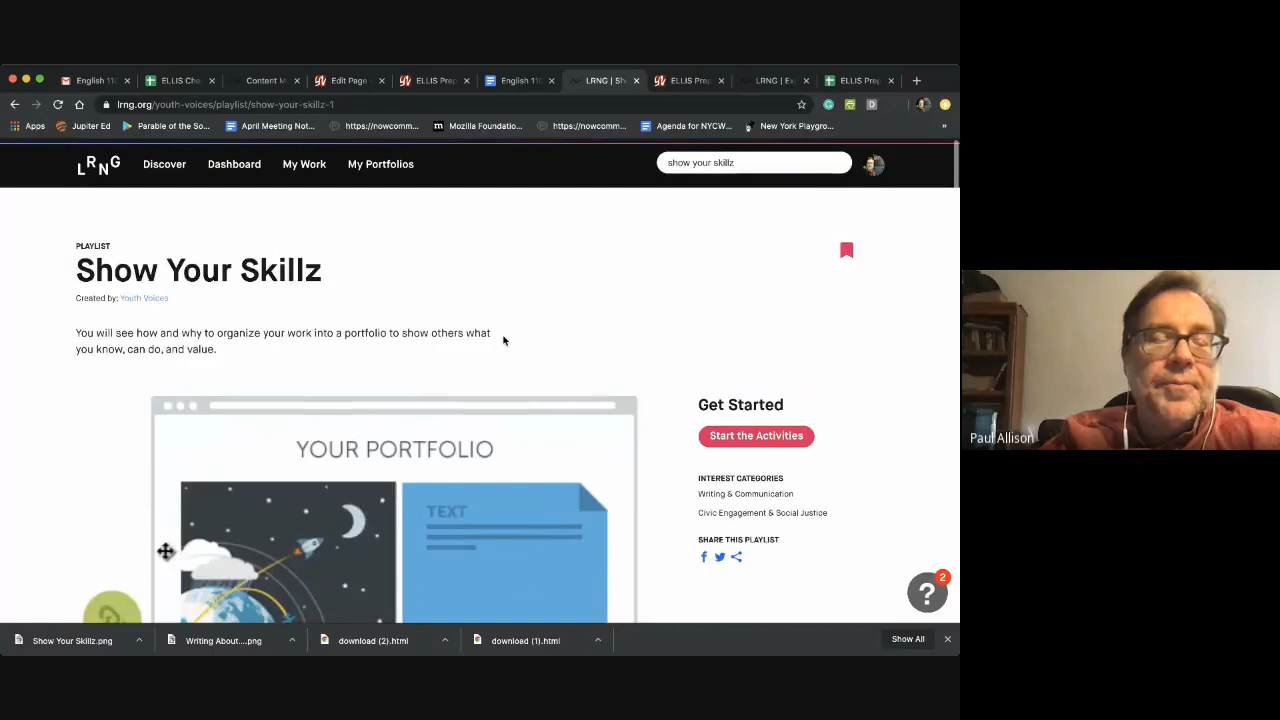 English 11
ELLIS Che
Content M
Edit Page
ELLIS Prep
English 11
LRNG | Sh
ELLIS Prep
LRNG | Ex
ELLIS Prep
lrng.org/youth-voices/playlist/show-your-skillz-1
Apps
Jupiter Ed
Parable of the So...
April Meeting Not...
https://nowcomm...
Mozilla Foundatio...
https://nowcomm...
Agenda for NYCW...
New York Playgro...
»
LRNG
Discover
Dashboard
My Work
My Portfolios
show your skillz
PLAYLIST
Show Your Skillz
Created by: Youth Voices
You will see how and why to organize your work into a portfolio to show others what
you know, can do, and value.
YOUR PORTFOLIO
TEXT
Get Started
Start the Activities
INTEREST CATEGORIES
Writing & Communication
Civic Engagement & Social Justice
SHARE THIS PLAYLIST
?
2
Paul Allison
Show Your Skillz.png
Writing About....png
download (2).html
download (1).html
Show All